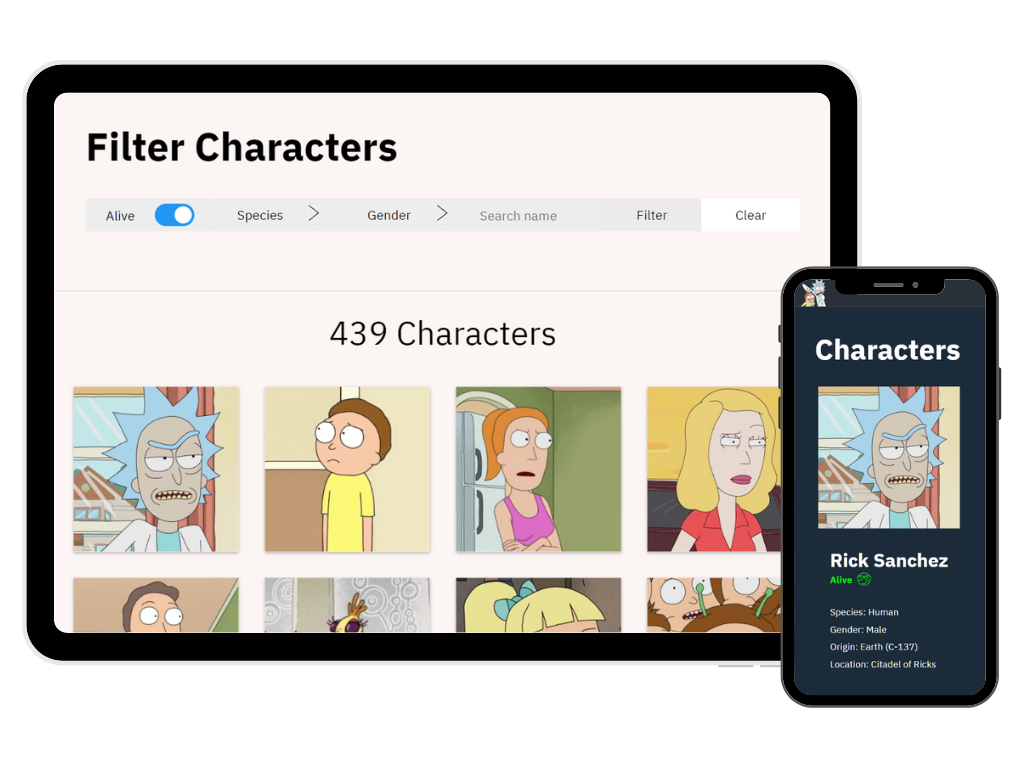 Filter Characters
Alive Species Gender Search name Filter Clear
439 Characters
Characters
Rick Sanchez
Alive
Species: Human
Gender: Male
Origin: Earth (C-137)
Location: Citadel of Ricks